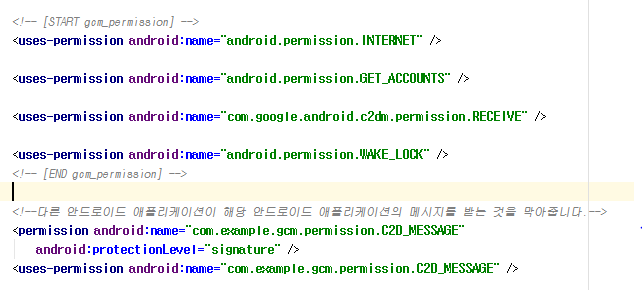 <!-- [START gcm_permission] -->
<uses-permission android:name="android.permission.INTERNET" />
<uses-permission android:name="android.permission.GET_ACCOUNTS" />
<uses-permission android:name="com.google.android.c2dm.permission.RECEIVE" />
<uses-permission android:name="android.permission.WAKE_LOCK" />
<!-- [END gcm_permission] -->
<!--다른 안드로이드 애플리케이션이 해당 안드로이드 애플리케이션의 메시지를 받는 것을 막아줍니다.-->
<permission android:name="com.example.gcm.permission.C2D_MESSAGE"
android:protectionLevel="signature" />
<uses-permission android:name="com.example.gcm.permission.C2D_MESSAGE" />